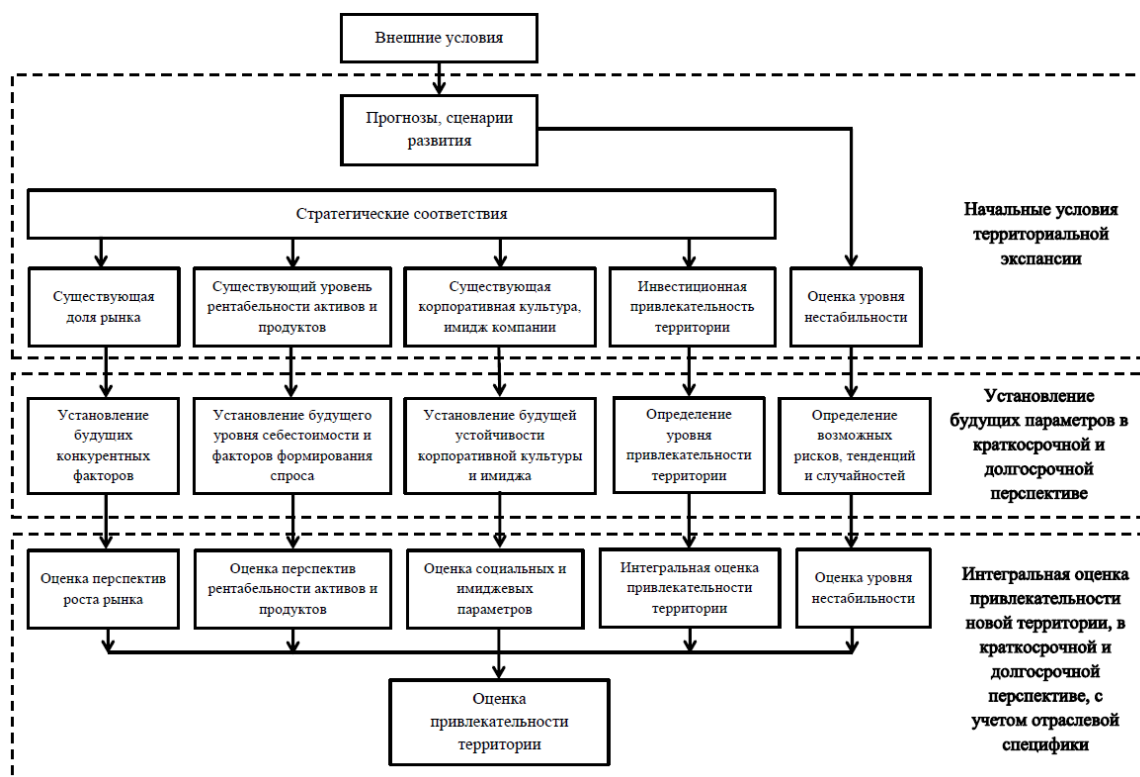 Внешние условия
Прогнозы, сценарии
развития
Стратегические соответствия
Существующая
доля рынка
Существующий уровень
рентабельности активов и
продуктов
Существующая
корпоративная культура,
имидж компании
Инвестиционная
привлекательность
территории
Оценка уровня
нестабильности
Начальные условия
территориальной
экспансии
Установление
будущих
конкурентных
факторов
Установление будущего
уровня себестоимости и
факторов формирования
спроса
Установление будущей
устойчивости
корпоративной культуры
и имиджа
Определение
уровня
привлекательности
территории
Определение
возможных
рисков, тенденций
и случайностей
Установление
будущих параметров в
краткосрочной и
долгосрочной
перспективе
Оценка перспектив
роста рынка
Оценка перспектив
рентабельности активов и
продуктов
Оценка социальных и
имиджевых
параметров
Интегральная оценка
привлекательности
территории
Оценка уровня
нестабильности
Оценка
привлекательности
территории
Интегральная оценка
привлекательности
новой территории, в
краткосрочной и
долгосрочной
перспективе, с
учетом отраслевой
специфики